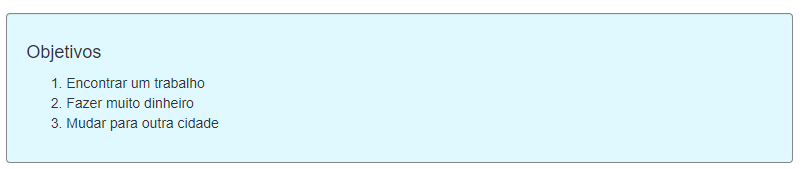 Objetivos
1. Encontrar um trabalho
2. Fazer muito dinheiro
3. Mudar para outra cidade